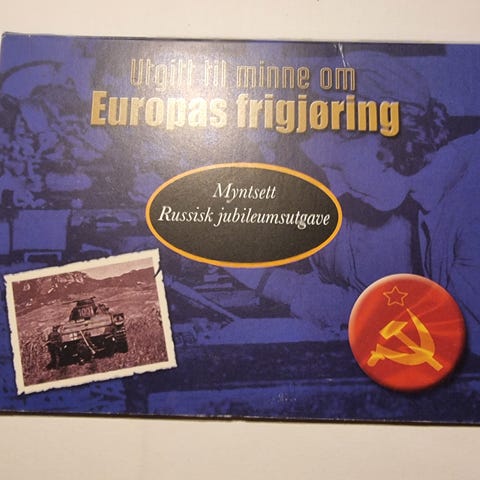 Utgitt til minne om
Europas frigjøring
Myntsett
Russisk jubileumsutgave